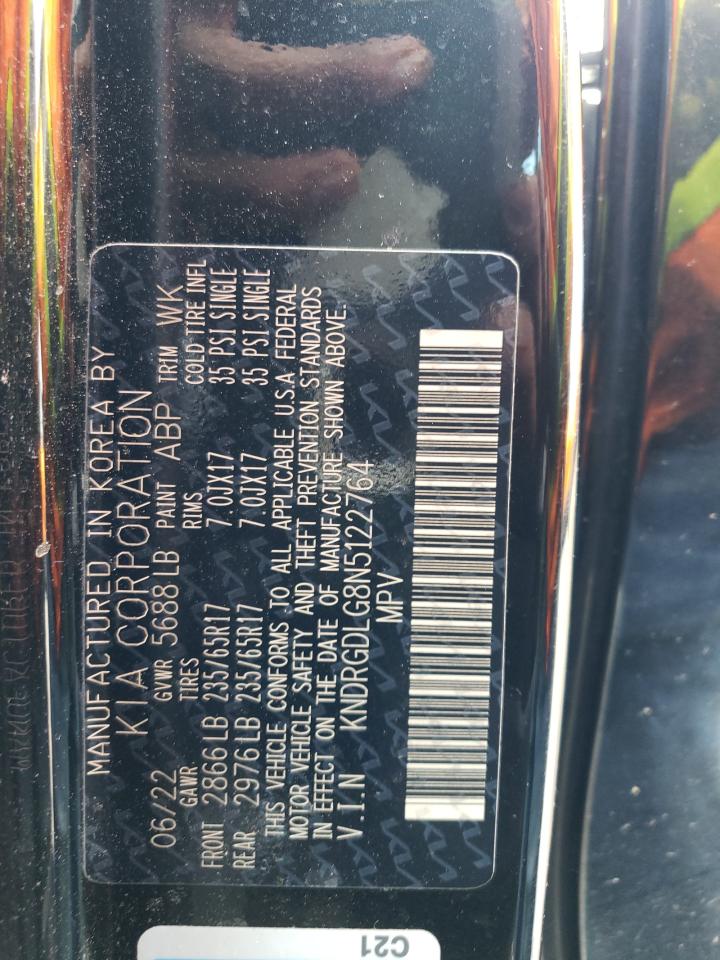 MANUFACTURED IN KOREA BY
KIA CORPORATION
06/22 GVWR 5688 LB PAINT ABP TRIM WK
GAWR TIRES RIMS COLD TIRE INFL
FRONT 2866 LB 235/65R17 7.0JX17 35 PSI SINGLE
REAR 2976 LB 235/65R17 7.0JX17 35 PSI SINGLE
THIS VEHICLE CONFORMS TO ALL APPLICABLE U.S.A FEDERAL
MOTOR VEHICLE SAFETY AND THEFT PREVENTION STANDARDS
IN EFFECT ON THE DATE OF MANUFACTURE SHOWN ABOVE.
V.I.N KNDRGDLG8N5122764
MPV
C21